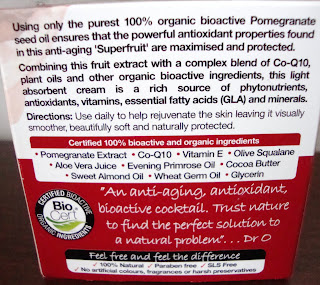 Using only the purest 100% organic bioactive Pomegranate
seed oil ensures that the powerful antioxidant properties found
in this anti-aging 'Superfruit' are maximised and protected.
Combining this fruit extract with a complex blend of Co-Q10,
plant oils and other organic bioactive ingredients, this light
absorbent cream is a rich source of phytonutrients,
antioxidants, vitamins, essential fatty acids (GLA) and minerals.
Directions: Use daily to help rejuvenate the skin leaving it visually
smoother, beautifully soft and naturally protected.
Certified 100% bioactive and organic ingredients
• Pomegranate Extract • Co-Q10 • Vitamin E • Olive Squalane
• Aloe Vera Juice • Evening Primrose Oil • Cocoa Butter
• Sweet Almond Oil • Wheat Germ Oil • Glycerin
CERTIFIED BIOACTIVE
Bio
Cert
ORGANIC INGREDIENTS
"An anti-aging, antioxidant,
bioactive cocktail. Trust nature
to find the perfect solution to
a natural problem"... Dr O
Feel free and feel the difference
✓ 100% Natural ✓ Paraben free ✓ SLS Free
✓ No artificial colours, fragrances or harsh preservatives